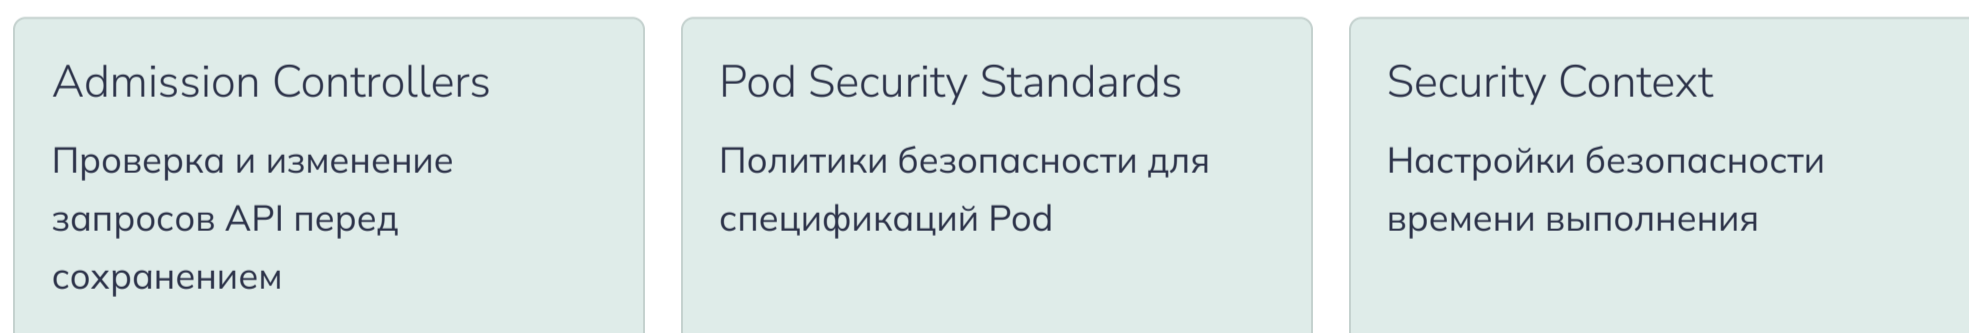 Admission Controllers
Проверка и изменение
запросов API перед
сохранением
Pod Security Standards
Политики безопасности для
спецификаций Pod
Security Context
Настройки безопасности
времени выполнения